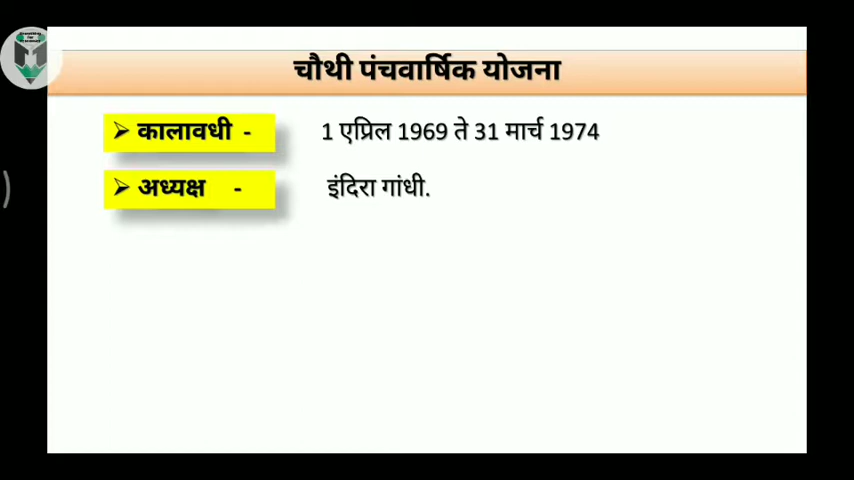 चौथी पंचवार्षिक योजना
➢ कालावधी - 1 एप्रिल 1969 ते 31 मार्च 1974
➢ अध्यक्ष - इंदिरा गांधी.